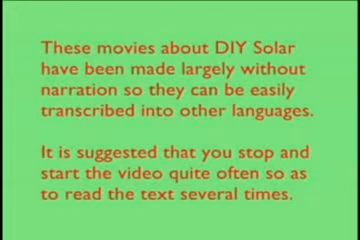 These movies about DIY Solar
have been made largely without
narration so they can be easily
transcribed into other languages.
It is suggested that you stop and
start the video quite often so as
to read the text several times.